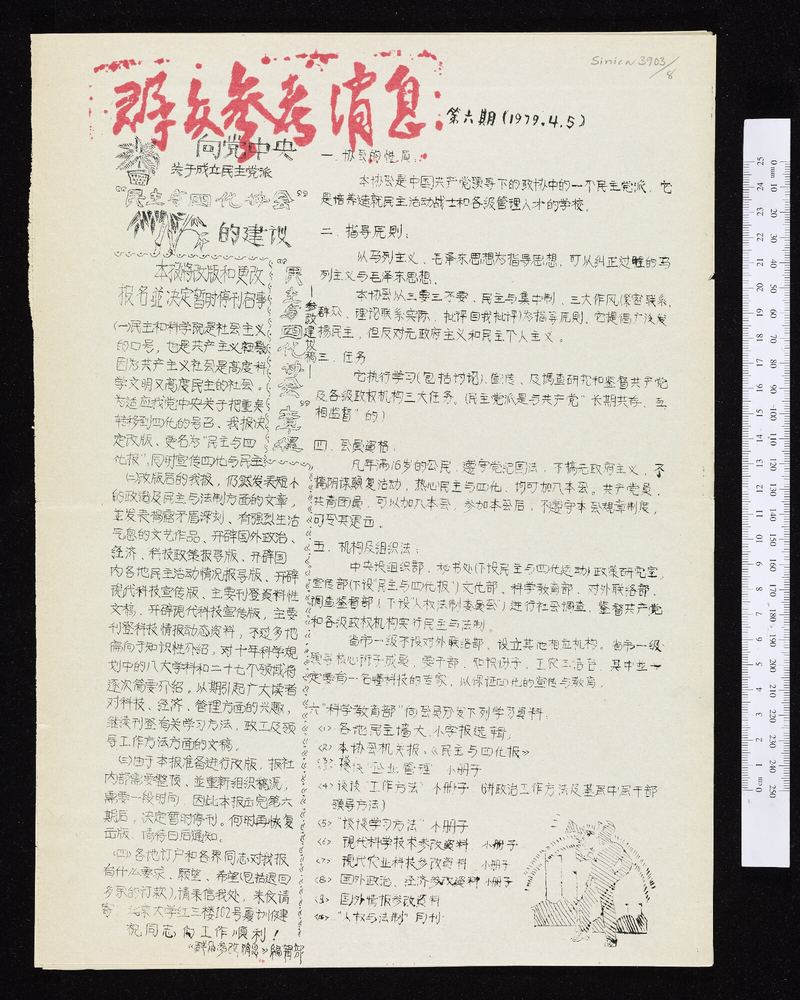 Sinica 3903/8
群众参考消息
第六期(1979.4.5)
向党中央
关于成立民主党派
“民主与四化协会”
的建议
本报将改版和更改
报名並决定暂时停刊启事
(一)民主和科学既是社会主义
的口号,也是共产主义
因为共产主义社会是高度科
学文明又高度民主的社会。
为适应我党中央关于把重点
转移到四化的号召、我报决
定改版、更名为“民主与四
化报”,同时宣传四化与民主
(二)改版后的我报,仍然发表短小
的政治及民主与法制方面的文章,
並发表揭露矛盾深刻、有强烈生活
气息的文艺作品、开辟国外政治、
经济、科技政策报导版、开辟国
内各地民主活动情况报导版、开辟
现代科技宣传版、主要刊登资料性
文稿,开辟现代科技宣传版,主要
刊登科技情报动态资料,本过多地
偏向于知识性介绍,对十年科学规
划中的八大学科和二十七个领域将
逐次简要介绍。从期引起广大读者
对科技、经济、管理方面的兴趣,
继续刊登有关学习方法,政工及领
导工作方法方面的文稿。
(三)由于本报准备进行改版,报社
内部需要整顿、並重新组织稿流,
需要一段时间,因此本报出完第六
期后,决定暂时停刊。何时再恢复
出版、请待日后通知。
(四)各地订户和各界同志对我报
有什么要求、愿望、希望(包括退回
多余的订款),请来信我处,来仪请
寄: 北京大学红三楼102号夏训健
祝同志们工作顺利!
《群众参改消息》编辑部
“民主与四化协会”章程
—参改建议稿—
一. 协会的性质:
本协会是中国共产党领导下的政协中的一个民主党派、它
是培养造就民主活动战士和各级管理人才的学校。
二、指导原则:
以马列主义、毛泽东思想为指导思想,可以纠正过时的马
列主义与毛泽东思想。
本协会从三要三不要、民主与集中制、三大作风(密密联系
群众、理论联系实际、批评自我批评)为指导原则、它提倡广泛发
扬民主,但反对无政府主义和民主个人主义。
三、任务
它执行学习(包括切记)、宣传、及调查研究和监督共产党
及各级政权机构三大任务。(民主党派是与共产党“长期共存、互
相监督”的)
四、会员资格:
凡年满16岁的公民、遵守党纪国法、不搞无政府主义、不
搞阴谋颠复活动,热心民主与四化、均可加入本会。共产党员、
共青团员,可以加入本会,参加本会后,不遵守本会规章制度,
可令其退出。
五、机构及组织法:
中央设组织部、秘书处(下设民主与四化运动)政策研究室,
宣传部(下设“民主与四化报”)文化部、科学教育部、对外联络部、
调查监督部(下设人权法制委员会)进行社会调查、监督共产党
和各级政权机构实行民主与法制。
省市一级不设对外联络部,设立其他相应机构。省市一级
领导核心
定要有一名懂科技的专家,以保证四化的宣传与教育。
六“科学教育部”向会员分发下列学习资料:
<1> 各地民主墙大、小字报选辑,
<2> 本协会机关报、《民主与四化报》
<3> 谈谈“企业管理”小册子
<4> 谈谈“工作方法”小册子(讲政治工作方法及基层中层干部
领导方法)
<5> “谈谈学习方法”小册子
<6> 现代科学技术参改资料 小册子
<7> 现代农业科技参改资料 小册子
<8> 国外政治、经济参改资料 小册子
<9> 国外情报参改资料
<10> “人权与法制”月刊